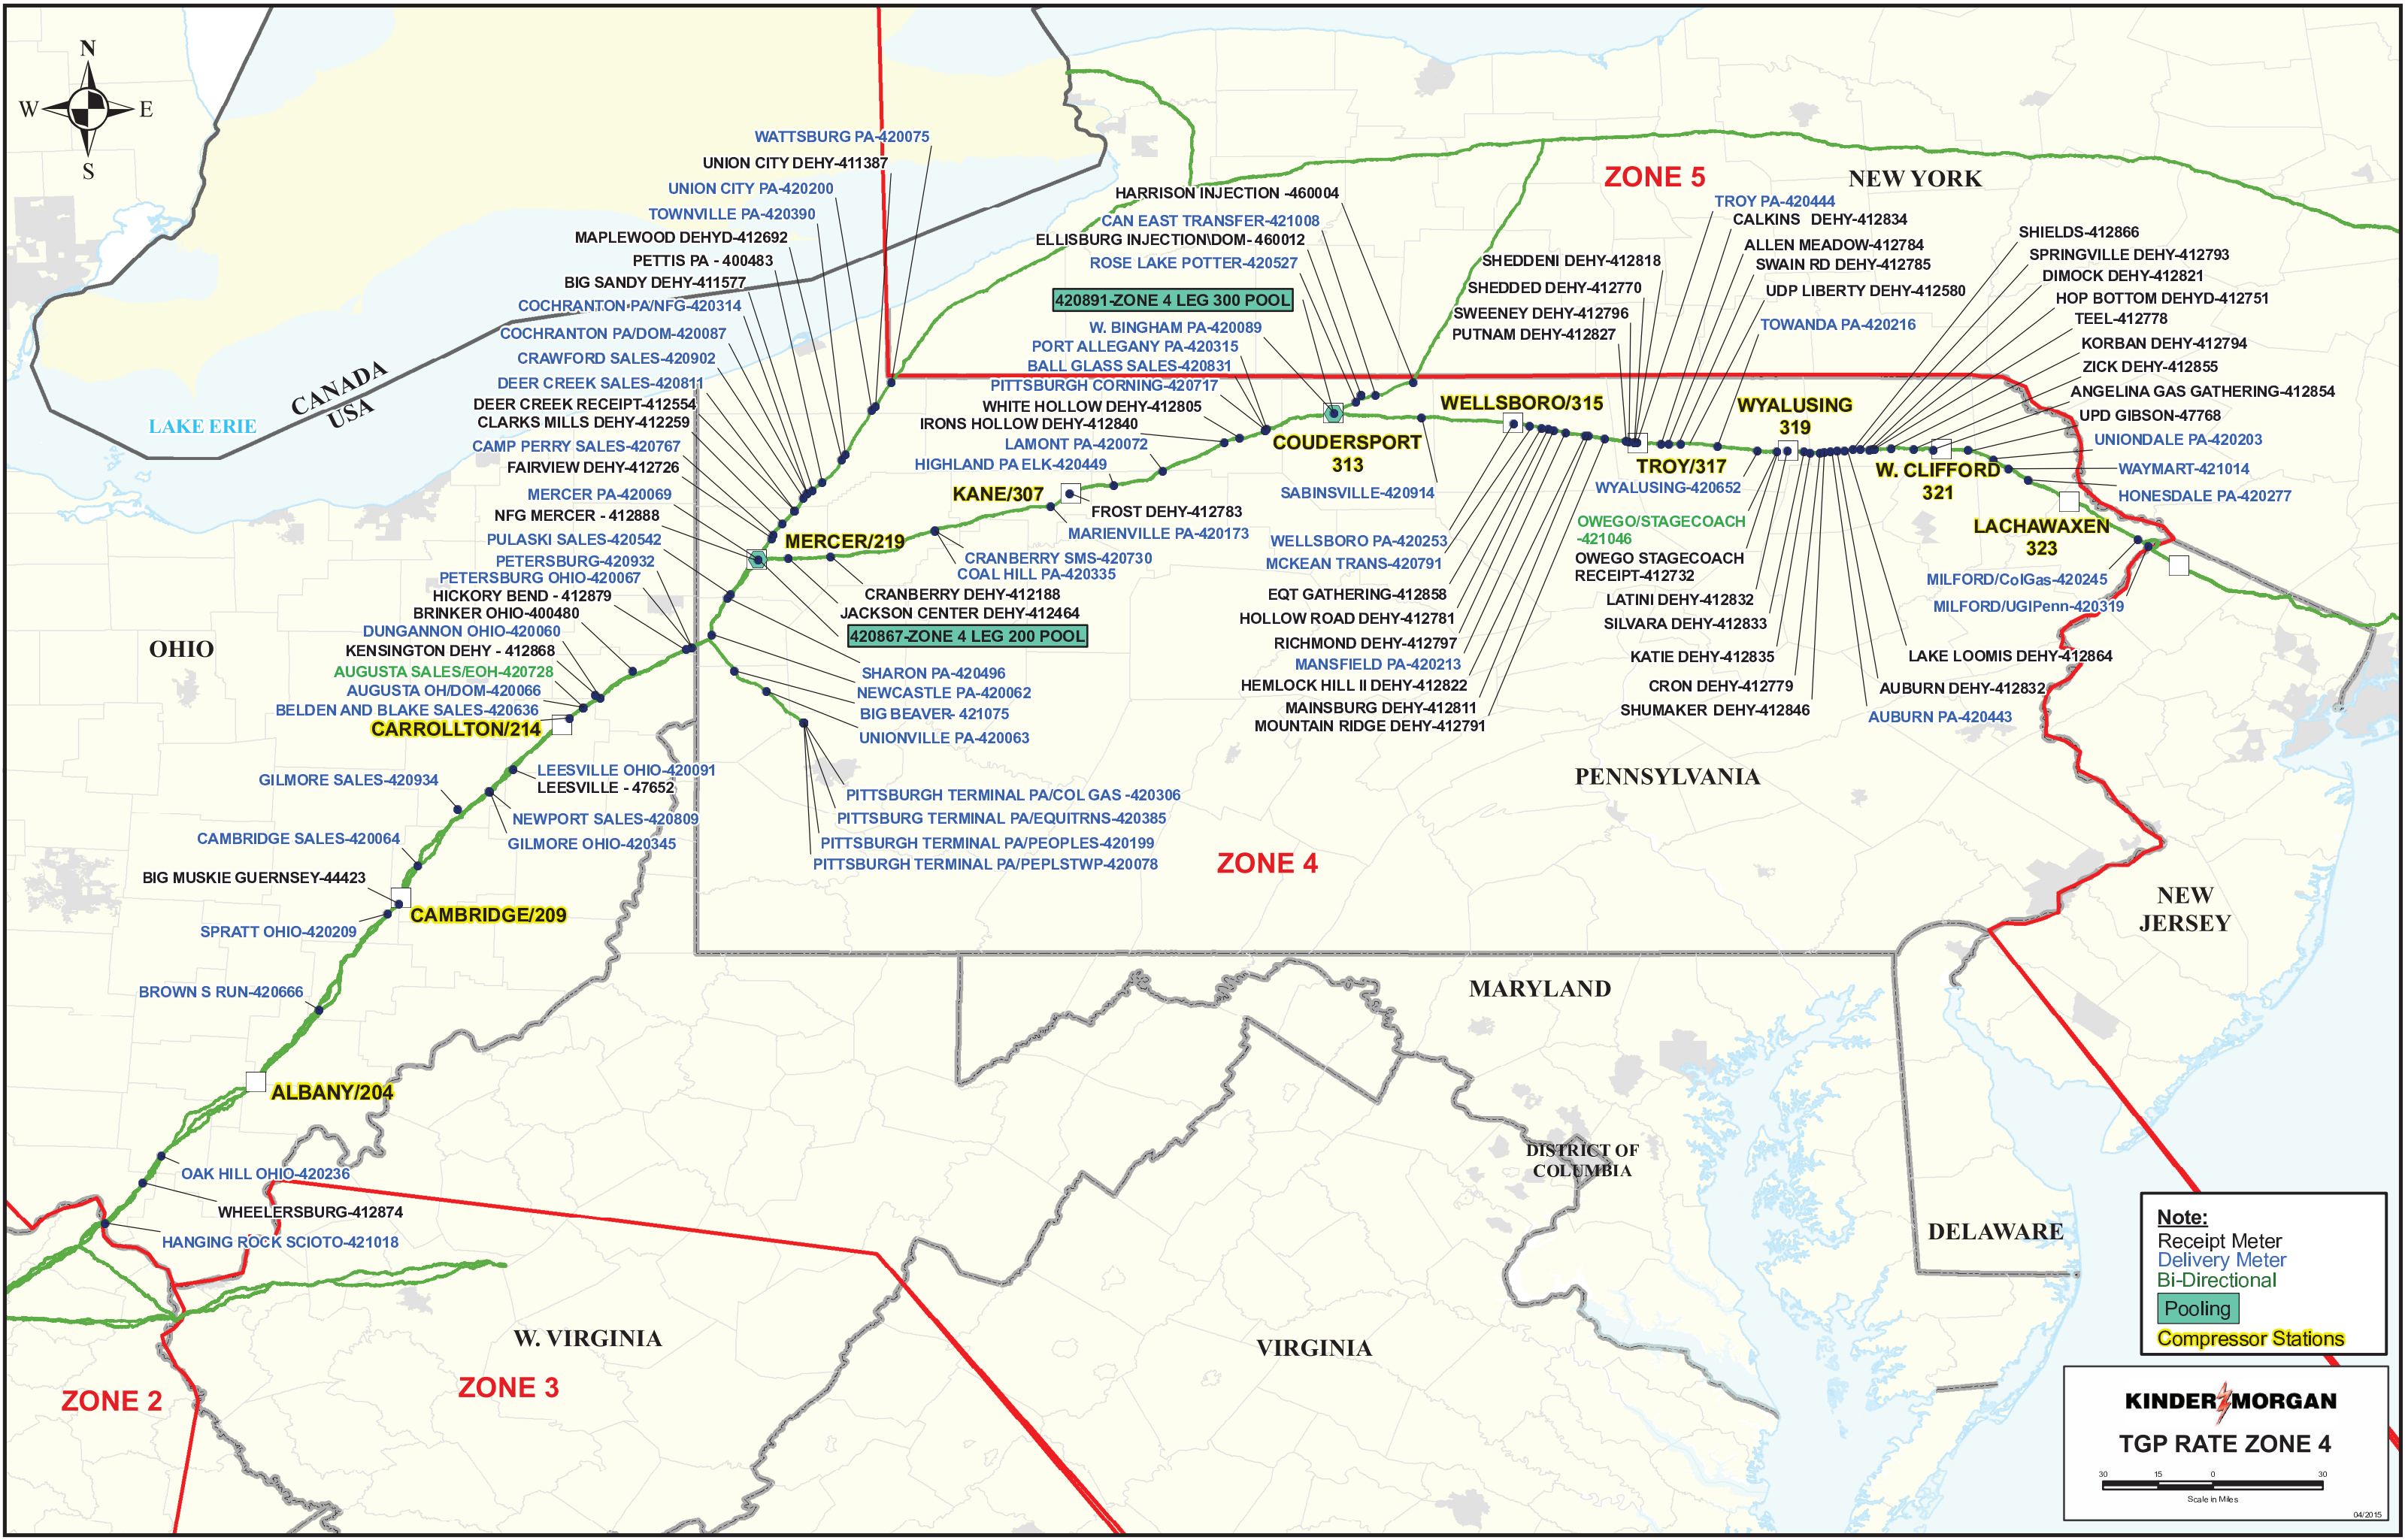 N
W
E
S
WATTSBURG PA-420075
UNION CITY DEHY-411387
UNION CITY PA-420200
TOWNVILLE PA-420390
MAPLEWOOD DEHYD-412692
PETTIS PA - 400483
BIG SANDY DEHY-411577
COCHRANTON PA/NFG-420314
COCHRANTON PA/DOM-420087
CRAWFORD SALES-420902
DEER CREEK SALES-420811
DEER CREEK RECEIPT-412554
CLARKS MILLS DEHY-412259
CAMP PERRY SALES-420767
FAIRVIEW DEHY-412726
MERCER PA-420069
NFG MERCER - 412888
PULASKI SALES-420542
PETERSBURG-420932
PETERSBURG OHIO-420067
HICKORY BEND - 412879
BRINKER OHIO-400480
DUNGANNON OHIO-420060
KENSINGTON DEHY - 412868
AUGUSTA SALES/EOH-420728
AUGUSTA OH/DOM-420066
BELDEN AND BLAKE SALES-420636
CARROLLTON/214
LAKE ERIE
CANADA
USA
OHIO
HARRISON INJECTION -460004
CAN EAST TRANSFER-421008
ELLISBURG INJECTION\DOM- 460012
ROSE LAKE POTTER-420527
420891-ZONE 4 LEG 300 POOL
W. BINGHAM PA-420089
PORT ALLEGANY PA-420315
BALL GLASS SALES-420831
PITTSBURGH CORNING-420717
WHITE HOLLOW DEHY-412805
IRONS HOLLOW DEHY-412840
LAMONT PA-420072
HIGHLAND PA ELK-420449
KANE/307
COUDERSPORT
313
FROST DEHY-412783
MARIENVILLE PA-420173
MERCER/219
CRANBERRY SMS-420730
COAL HILL PA-420335
CRANBERRY DEHY-412188
JACKSON CENTER DEHY-412464
420867-ZONE 4 LEG 200 POOL
SHARON PA-420496
NEWCASTLE PA-420062
BIG BEAVER- 421075
UNIONVILLE PA-420063
PITTSBURGH TERMINAL PA/COL GAS -420306
PITTSBURG TERMINAL PA/EQUITRNS-420385
PITTSBURGH TERMINAL PA/PEOPLES-420199
PITTSBURGH TERMINAL PA/PEPLSTWP-420078
ZONE 5
NEW YORK
SHEDDENI DEHY-412818
SHEDDED DEHY-412770
SWEENEY DEHY-412796
PUTNAM DEHY-412827
TROY PA-420444
CALKINS DEHY-412834
ALLEN MEADOW-412784
SWAIN RD DEHY-412785
UDP LIBERTY DEHY-412580
TOWANDA PA-420216
SHIELDS-412866
SPRINGVILLE DEHY-412793
DIMOCK DEHY-412821
HOP BOTTOM DEHYD-412751
TEEL-412778
KORBAN DEHY-412794
ZICK DEHY-412855
ANGELINA GAS GATHERING-412854
UPD GIBSON-47768
UNIONDALE PA-420203
WAYMART-421014
HONESDALE PA-420277
WELLSBORO/315
WYALUSING
319
TROY/317
W. CLIFFORD
321
LACHAWAXEN
323
SABINSVILLE-420914
WELLSBORO PA-420253
MCKEAN TRANS-420791
EQT GATHERING-412858
HOLLOW ROAD DEHY-412781
RICHMOND DEHY-412797
MANSFIELD PA-420213
HEMLOCK HILL II DEHY-412822
MAINSBURG DEHY-412811
MOUNTAIN RIDGE DEHY-412791
WYALUSING-420652
OWEGO/STAGECOACH
-421046
OWEGO STAGECOACH
RECEIPT-412732
LATINI DEHY-412832
SILVARA DEHY-412833
KATIE DEHY-412835
CRON DEHY-412779
SHUMAKER DEHY-412846
LAKE LOOMIS DEHY-412864
AUBURN DEHY-412832
AUBURN PA-420443
MILFORD/ColGas-420245
MILFORD/UGIPenn-420319
PENNSYLVANIA
ZONE 4
NEW
JERSEY
LEESVILLE OHIO-420091
LEESVILLE - 47652
GILMORE SALES-420934
NEWPORT SALES-420809
GILMORE OHIO-420345
CAMBRIDGE SALES-420064
BIG MUSKIE GUERNSEY-44423
CAMBRIDGE/209
SPRATT OHIO-420209
BROWN S RUN-420666
ALBANY/204
OAK HILL OHIO-420236
WHEELERSBURG-412874
HANGING ROCK SCIOTO-421018
MARYLAND
DISTRICT OF
COLUMBIA
DELAWARE
W. VIRGINIA
VIRGINIA
ZONE 2
ZONE 3
Note:
Receipt Meter
Delivery Meter
Bi-Directional
Pooling
Compressor Stations
KINDER MORGAN
TGP RATE ZONE 4
30 15 0 30
Scale in Miles
04/2015